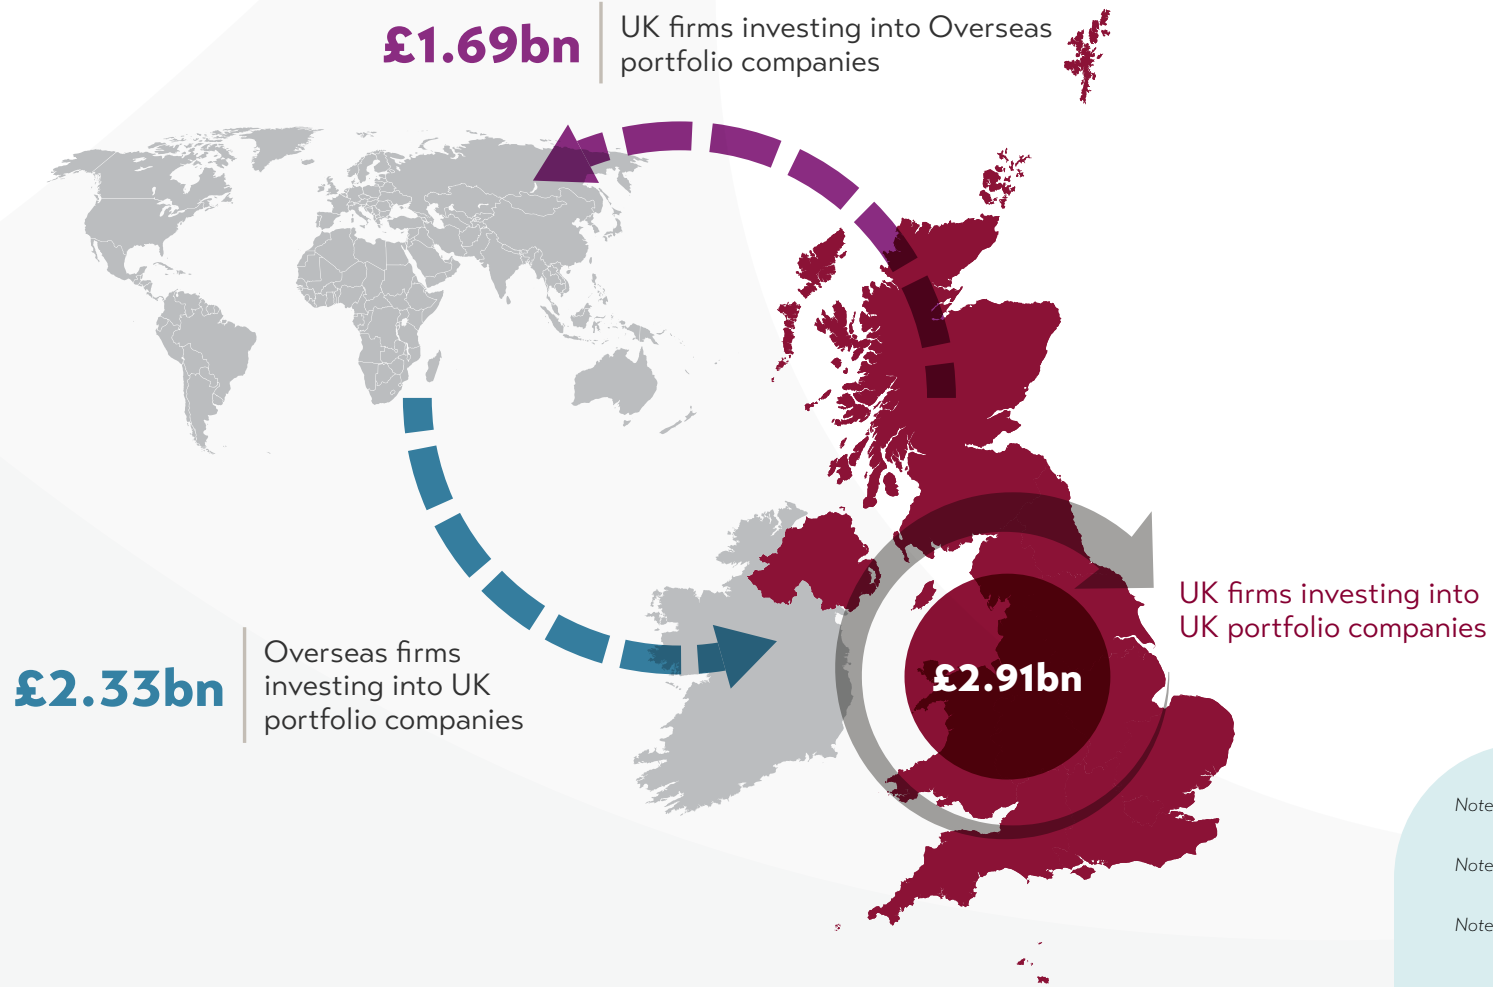 £1.69bn
UK firms investing into Overseas
portfolio companies
UK firms investing into
UK portfolio companies
£2.91bn
£2.33bn
Overseas firms
investing into UK
portfolio companies
Note
Note
Note